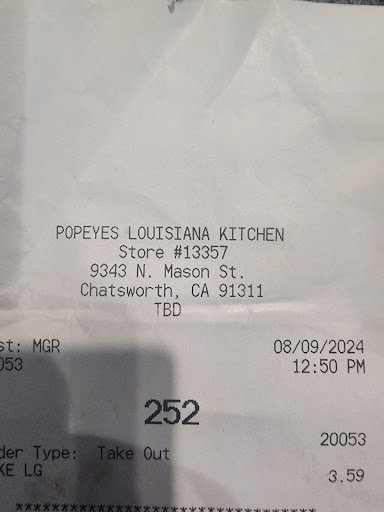 POPEYES LOUISIANA KITCHEN
Store #13357
9343 N. Mason St.
Chatsworth, CA 91311
TBD
st: MGR 08/09/2024
053 12:50 PM
252
20053
der Type: Take Out
KE LG 3.59
********************************